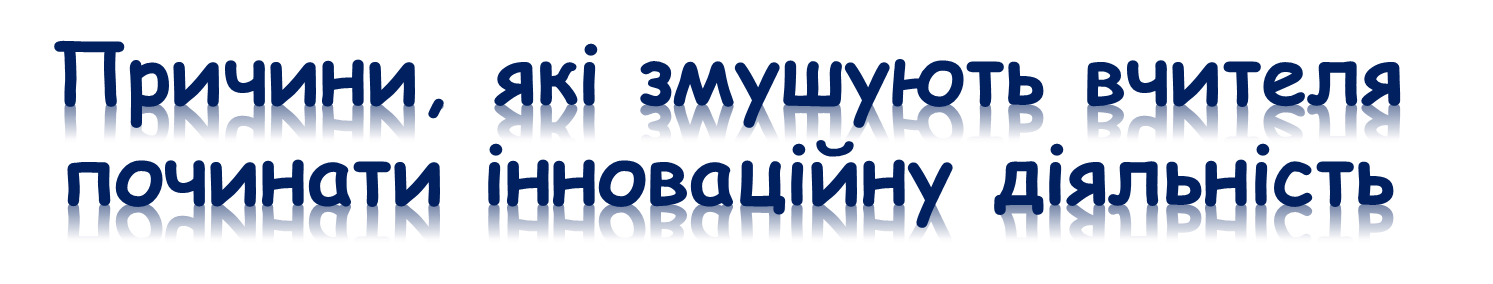 Причини, які змушують вчителя
починати інноваційну діяльність